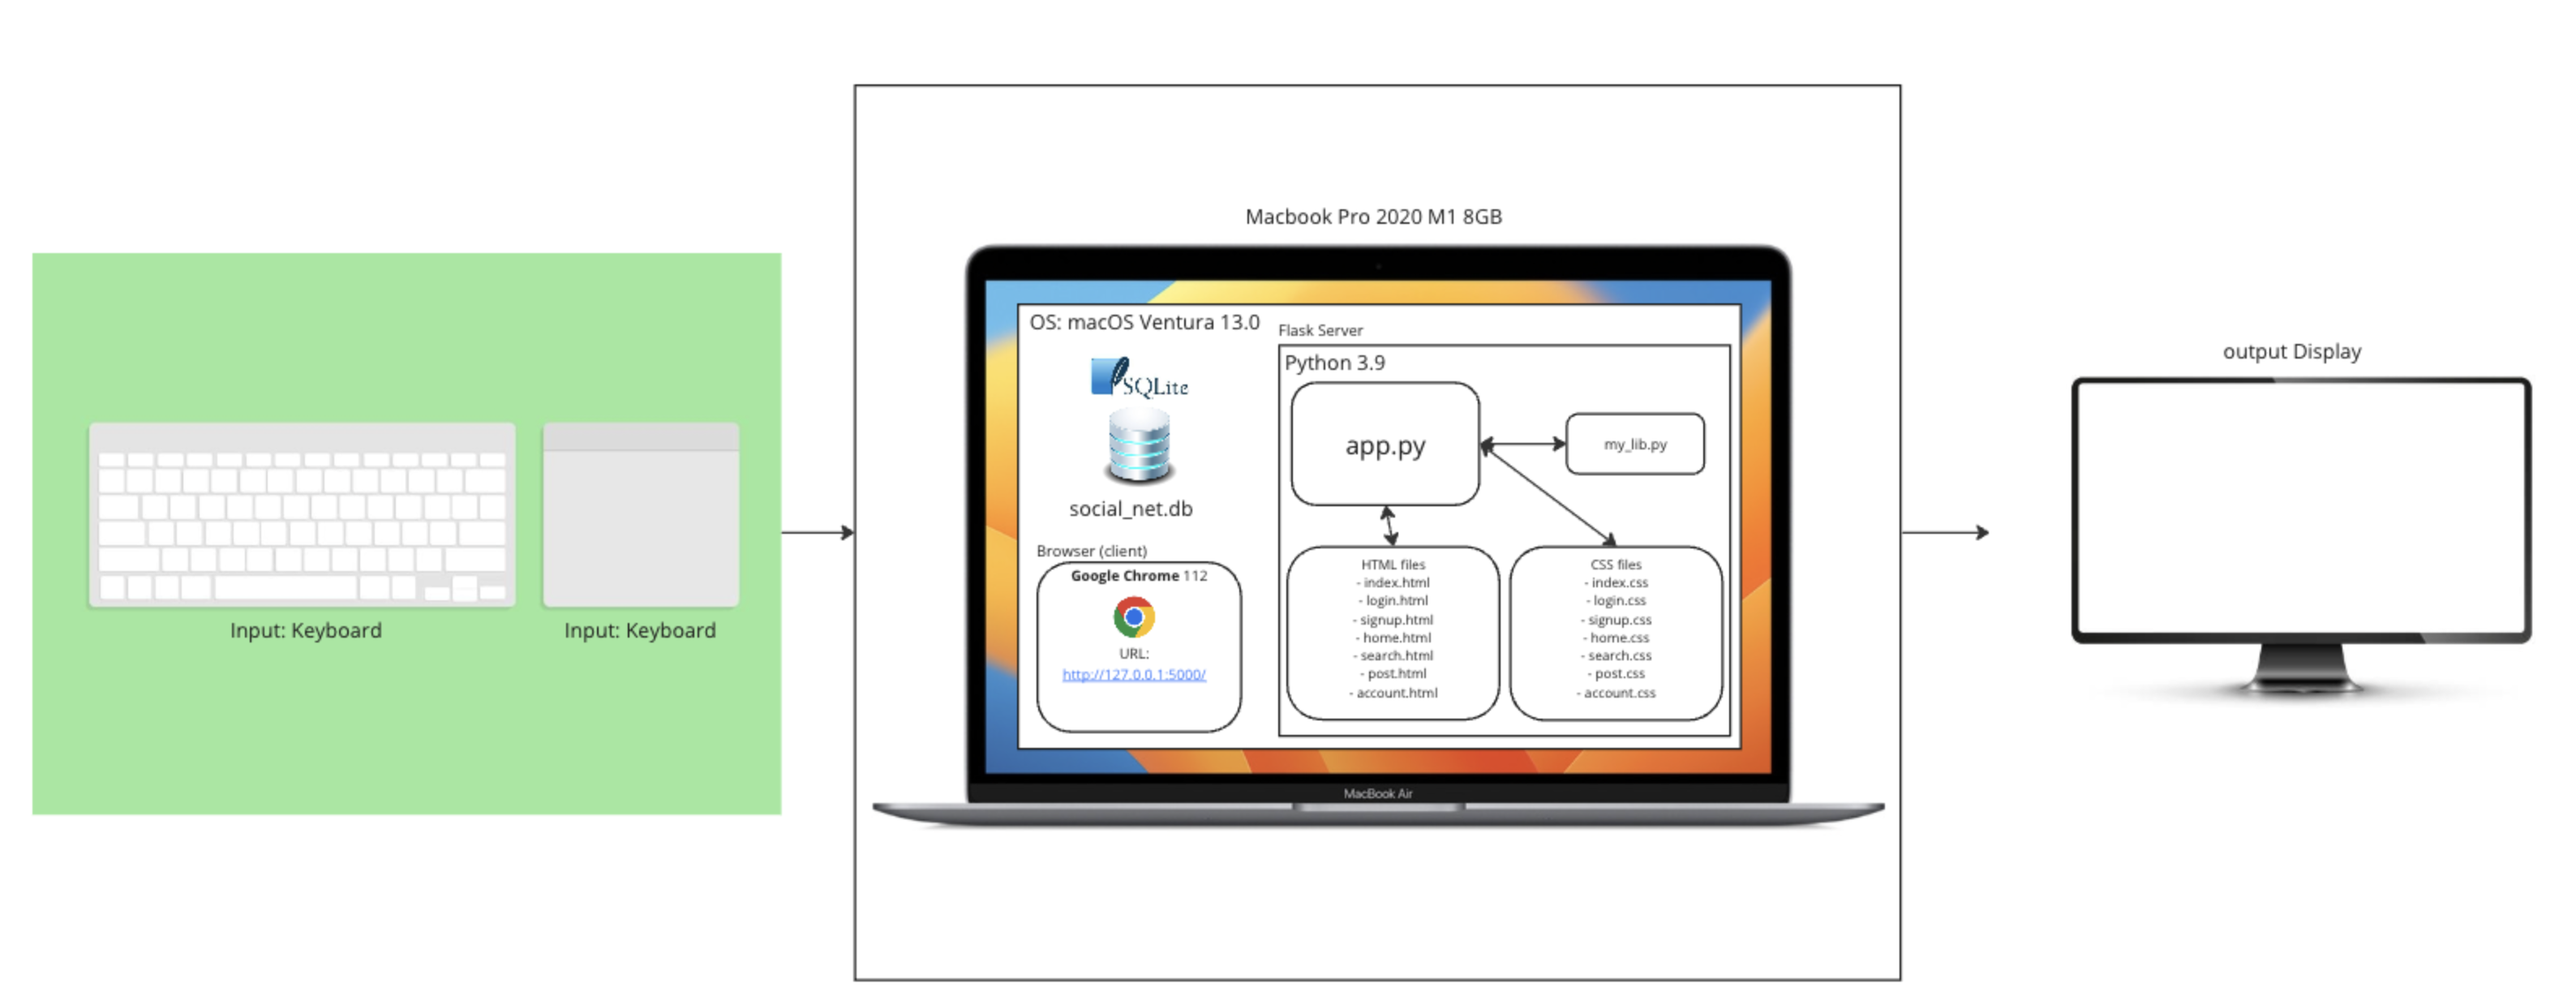 Input: Keyboard
Input: Keyboard
Macbook Pro 2020 M1 8GB
OS: macOS Ventura 13.0
SQLite
social_net.db
Browser (client)
Google Chrome 112
URL:
http://127.0.0.1:5000/
Flask Server
Python 3.9
app.py
my_lib.py
HTML files
- index.html
- login.html
- signup.html
- home.html
- search.html
- post.html
- account.html
CSS files
- index.css
- login.css
- signup.css
- home.css
- search.css
- post.css
- account.css
MacBook Air
output Display